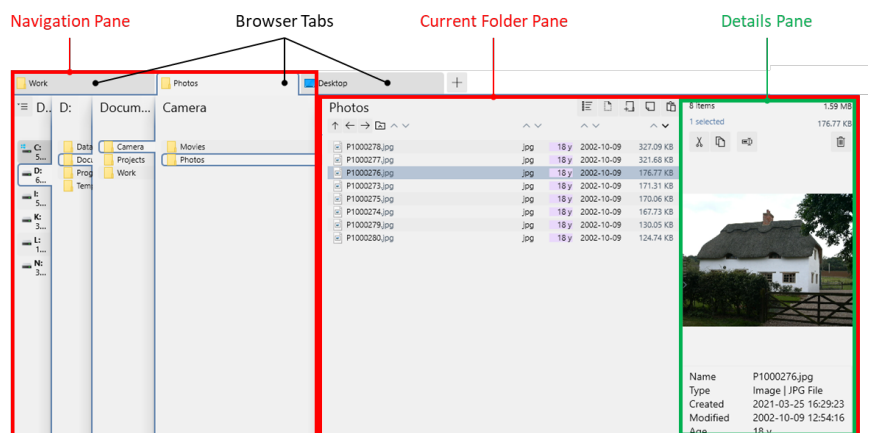 Navigation Pane Browser Tabs Current Folder Pane Details Pane
Work Photos Desktop
D... D: Docum... Camera Photos 8 items 1.59 MB
1 selected 176.77 KB
C: 5...
D: 6...
I: 5...
K: 3...
L: 1...
N: 3...
Data
Docu
Prog
Temp
Camera
Projects
Work
Movies
Photos
P1000278.jpg jpg 18 y 2002-10-09 327.09 KB
P1000277.jpg jpg 18 y 2002-10-09 321.68 KB
P1000276.jpg jpg 18 y 2002-10-09 176.77 KB
P1000273.jpg jpg 18 y 2002-10-09 171.31 KB
P1000275.jpg jpg 18 y 2002-10-09 170.06 KB
P1000274.jpg jpg 18 y 2002-10-09 167.73 KB
P1000279.jpg jpg 18 y 2002-10-09 130.05 KB
P1000280.jpg jpg 18 y 2002-10-09 124.74 KB
Name P1000276.jpg
Type Image | JPG File
Created 2021-03-25 16:29:23
Modified 2002-10-09 12:54:16
Age 18 y